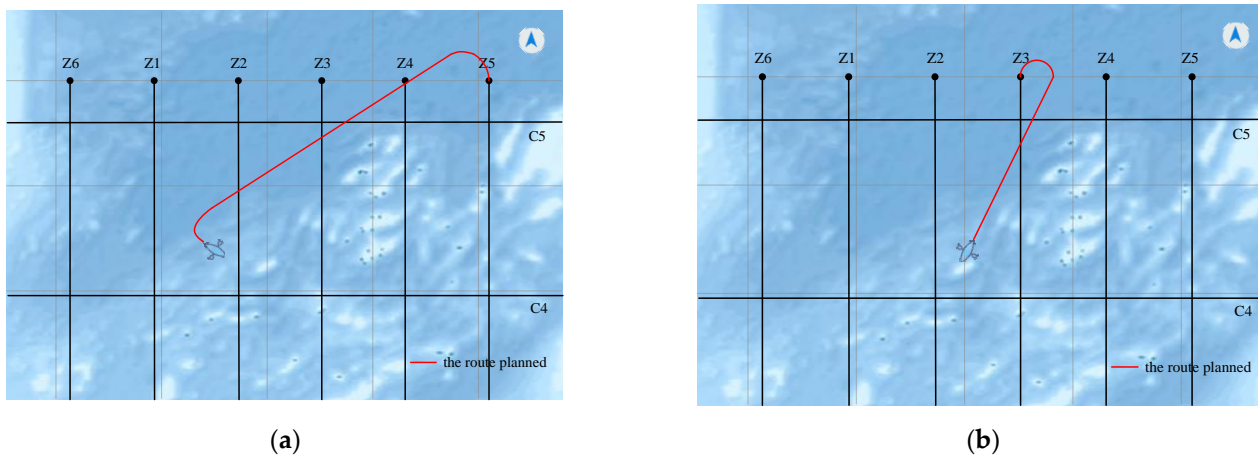 Z6 Z1 Z2 Z3 Z4 Z5
C5
C4
the route planned
(a)
Z6 Z1 Z2 Z3 Z4 Z5
C5
C4
the route planned
(b)